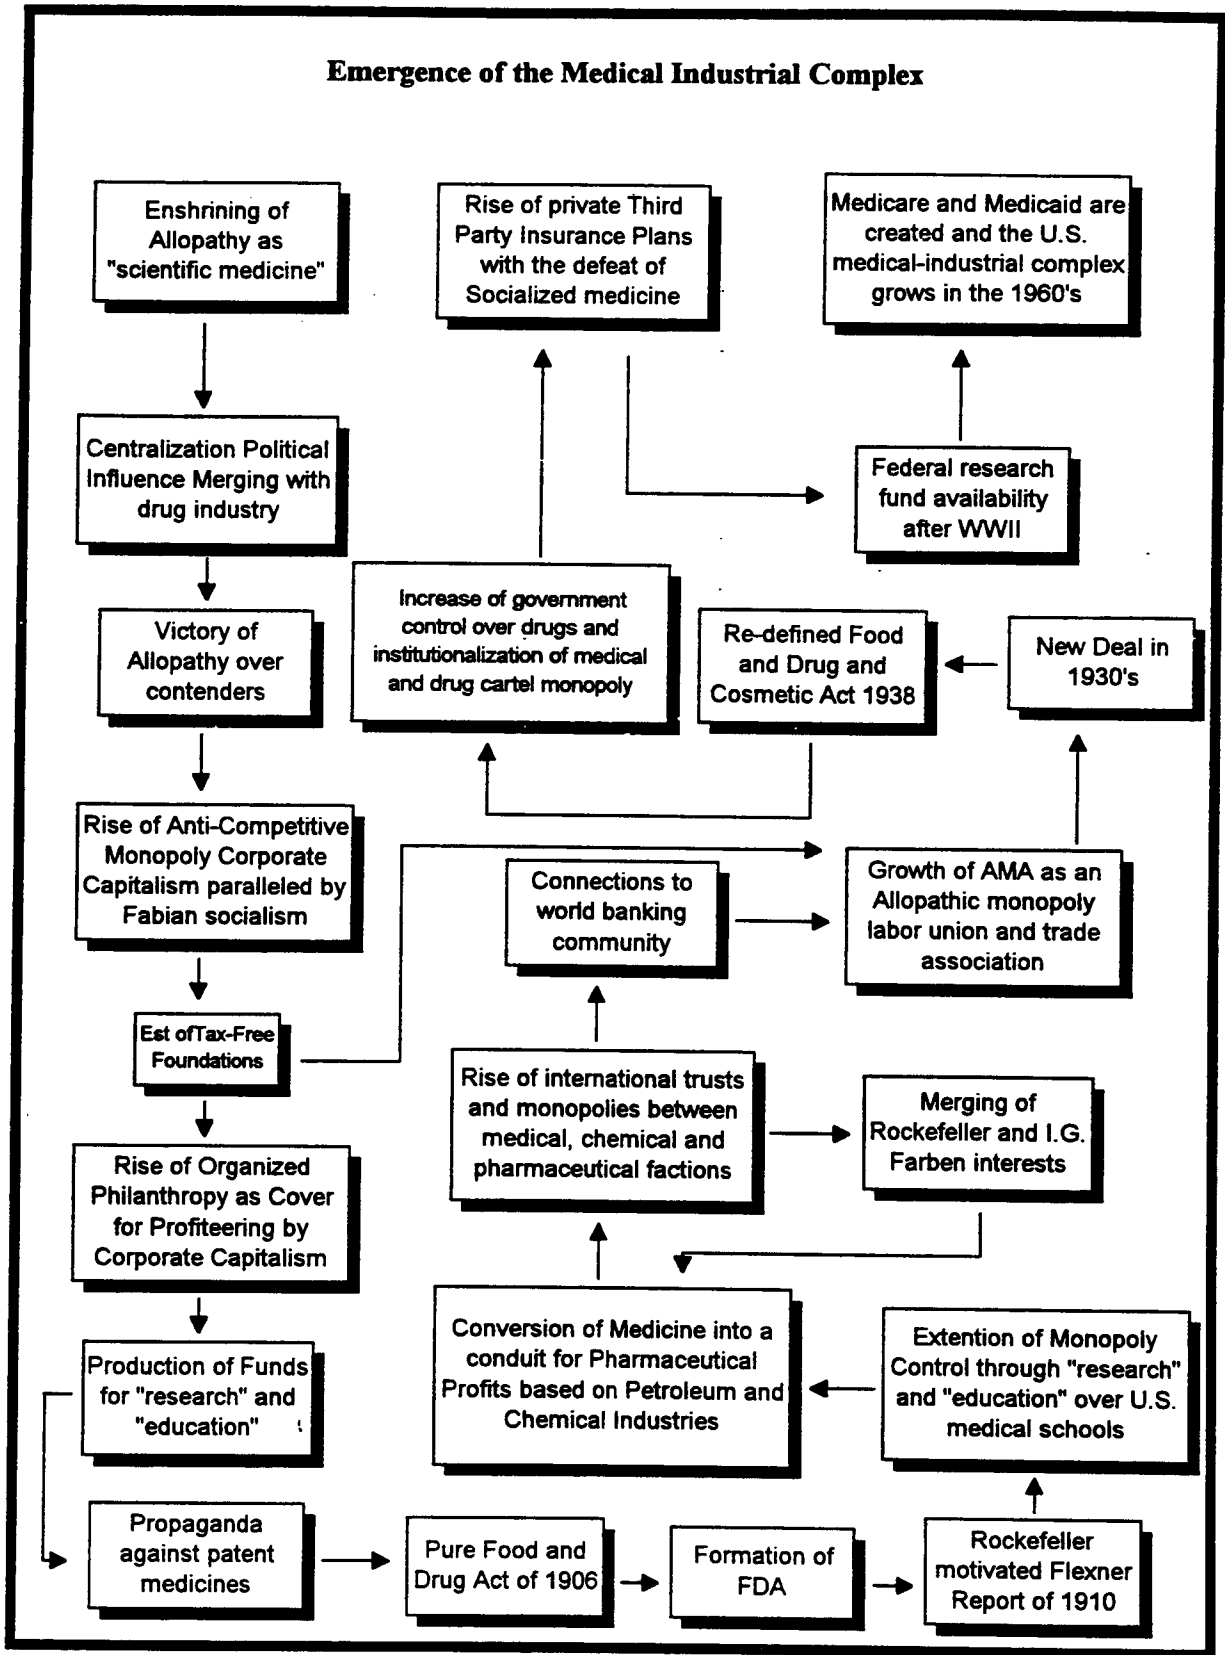 Emergence of the Medical Industrial Complex
Enshrining of
Allopathy as
"scientific medicine"
Centralization Political
Influence Merging with
drug industry
Victory of
Allopathy over
contenders
Rise of Anti-Competitive
Monopoly Corporate
Capitalism paralleled by
Fabian socialism
Est ofTax-Free
Foundations
Rise of Organized
Philanthropy as Cover
for Profiteering by
Corporate Capitalism
Production of Funds
for "research" and
"education"
Propaganda
against patent
medicines
Pure Food and
Drug Act of 1906
Formation of
FDA
Rockefeller
motivated Flexner
Report of 1910
Extention of Monopoly
Control through "research"
and "education" over U.S.
medical schools
Conversion of Medicine into a
conduit for Pharmaceutical
Profits based on Petroleum and
Chemical Industries
Rise of international trusts
and monopolies between
medical, chemical and
pharmaceutical factions
Merging of
Rockefeller and I.G.
Farben interests
Connections to
world banking
community
Growth of AMA as an
Allopathic monopoly
labor union and trade
association
New Deal in
1930's
Re-defined Food
and Drug and
Cosmetic Act 1938
Increase of government
control over drugs and
institutionalization of medical
and drug cartel monopoly
Rise of private Third
Party Insurance Plans
with the defeat of
Socialized medicine
Federal research
fund availability
after WWII
Medicare and Medicaid are
created and the U.S.
medical-industrial complex
grows in the 1960's